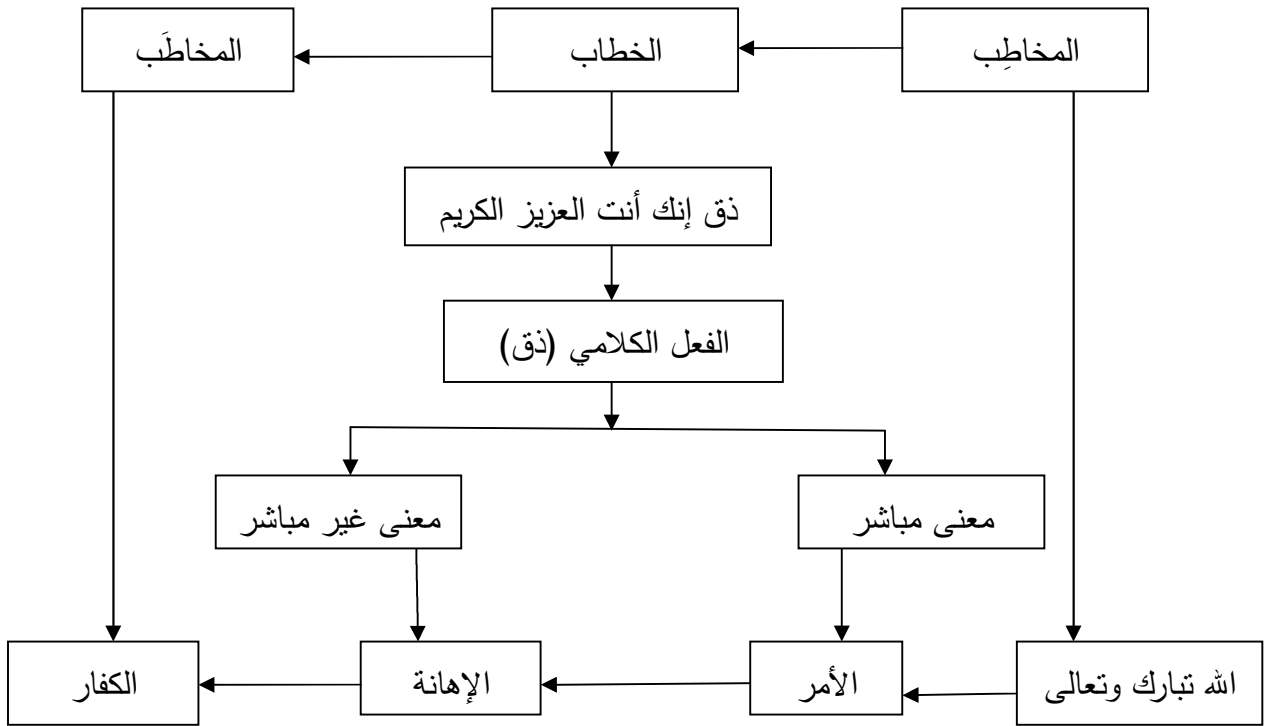 المخاطِب
الخطاب
المخاطَب
ذق إنك أنت العزيز الكريم
الفعل الكلامي (ذق)
معنى مباشر
معنى غير مباشر
الله تبارك وتعالى
الأمر
الإهانة
الكفار